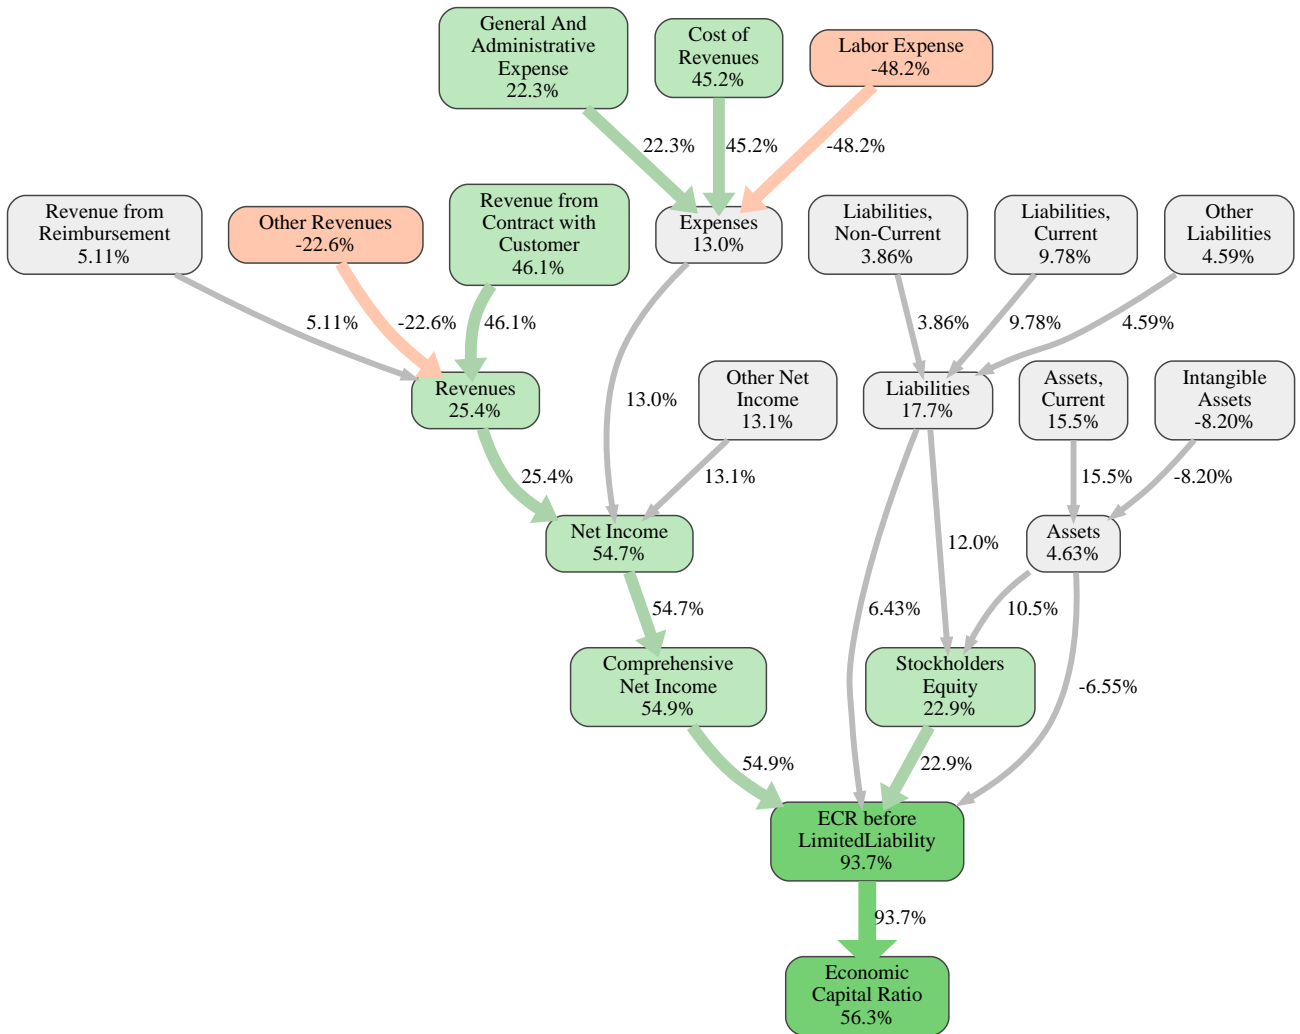 General And
Administrative
Expense
22.3%
Cost of
Revenues
45.2%
Labor Expense
-48.2%
22.3%
45.2%
-48.2%
Revenue from
Reimbursement
5.11%
Other Revenues
-22.6%
Revenue from
Contract with
Customer
46.1%
Expenses
13.0%
Liabilities,
Non-Current
3.86%
Liabilities,
Current
9.78%
Other
Liabilities
4.59%
5.11%
-22.6%
46.1%
3.86%
9.78%
4.59%
Revenues
25.4%
13.0%
Other Net
Income
13.1%
Liabilities
17.7%
Assets,
Current
15.5%
Intangible
Assets
-8.20%
25.4%
13.1%
15.5%
-8.20%
Net Income
54.7%
12.0%
Assets
4.63%
54.7%
6.43%
10.5%
Comprehensive
Net Income
54.9%
Stockholders
Equity
22.9%
-6.55%
54.9%
22.9%
ECR before
LimitedLiability
93.7%
93.7%
Economic
Capital Ratio
56.3%